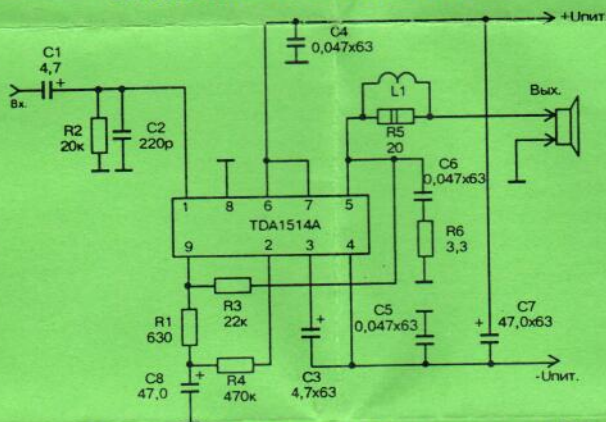 C4
0,047x63
+Uпит
C1
4,7 +
Вх.
R2
20к
C2
220р
L1
R5
20
Вых.
C6
0,047x63
R6
3,3
1 8 6 7 5
TDA1514A
9 2 3 4
R1
630
R3
22к
R4
470к
C8
47,0 +
+
C3
4,7x63
C5
0,047x63
+
C7
47,0x63
-Uпит.